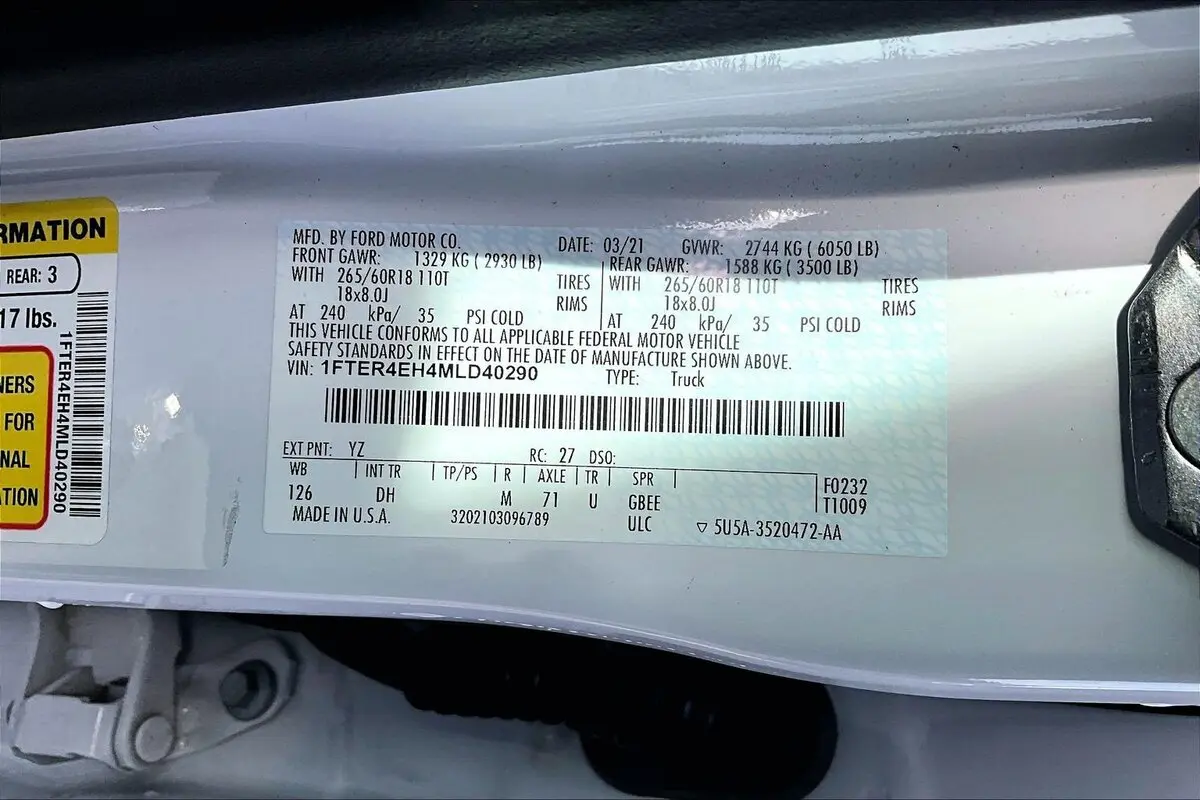 RMATION
REAR: 3
17 lbs.
NERS
FOR
NAL
TION
1FTER4EH4MLD40290
MFD. BY FORD MOTOR CO. DATE: 03/21 GVWR: 2744 KG ( 6050 LB)
FRONT GAWR: 1329 KG ( 2930 LB) REAR GAWR: 1588 KG ( 3500 LB)
WITH 265/60R18 110T TIRES WITH 265/60R18 110T TIRES
18x8.0J RIMS 18x8.0J RIMS
AT 240 kPa/ 35 PSI COLD AT 240 kPa/ 35 PSI COLD
THIS VEHICLE CONFORMS TO ALL APPLICABLE FEDERAL MOTOR VEHICLE
SAFETY STANDARDS IN EFFECT ON THE DATE OF MANUFACTURE SHOWN ABOVE.
VIN: 1FTER4EH4MLD40290 TYPE: Truck
EXT PNT: YZ RC: 27 DSO:
WB INT TR TP/PS R AXLE TR SPR
126 DH M 71 U GBEE F0232
T1009
MADE IN U.S.A. 3202103096789 ULC ▽ 5U5A-3520472-AA